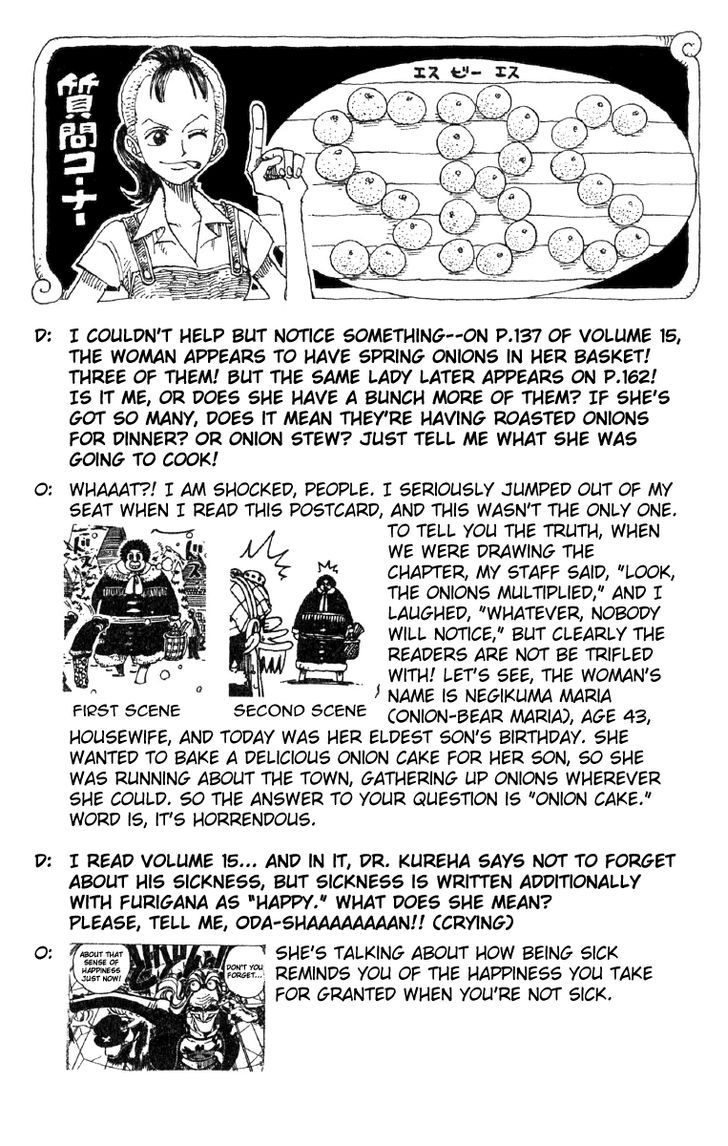 質問コーナー
エス ビー エス
SBS
D: I COULDN'T HELP BUT NOTICE SOMETHING--ON P.137 OF VOLUME 15,
THE WOMAN APPEARS TO HAVE SPRING ONIONS IN HER BASKET!
THREE OF THEM! BUT THE SAME LADY LATER APPEARS ON P.162!
IS IT ME, OR DOES SHE HAVE A BUNCH MORE OF THEM? IF SHE'S
GOT SO MANY, DOES IT MEAN THEY'RE HAVING ROASTED ONIONS
FOR DINNER? OR ONION STEW? JUST TELL ME WHAT SHE WAS
GOING TO COOK!
O: WHAAAT?! I AM SHOCKED, PEOPLE. I SERIOUSLY JUMPED OUT OF MY
SEAT WHEN I READ THIS POSTCARD, AND THIS WASN'T THE ONLY ONE.
TO TELL YOU THE TRUTH, WHEN
WE WERE DRAWING THE
CHAPTER, MY STAFF SAID, "LOOK,
THE ONIONS MULTIPLIED," AND I
LAUGHED, "WHATEVER, NOBODY
WILL NOTICE," BUT CLEARLY THE
READERS ARE NOT BE TRIFLED
WITH! LET'S SEE, THE WOMAN'S
NAME IS NEGIKUMA MARIA
(ONION-BEAR MARIA), AGE 43,
FIRST SCENE
SECOND SCENE
HOUSEWIFE, AND TODAY WAS HER ELDEST SON'S BIRTHDAY. SHE
WANTED TO BAKE A DELICIOUS ONION CAKE FOR HER SON, SO SHE
WAS RUNNING ABOUT THE TOWN, GATHERING UP ONIONS WHEREVER
SHE COULD. SO THE ANSWER TO YOUR QUESTION IS "ONION CAKE."
WORD IS, IT'S HORRENDOUS.
D: I READ VOLUME 15... AND IN IT, DR. KUREHA SAYS NOT TO FORGET
ABOUT HIS SICKNESS, BUT SICKNESS IS WRITTEN ADDITIONALLY
WITH FURIGANA AS "HAPPY." WHAT DOES SHE MEAN?
PLEASE, TELL ME, ODA-SHAAAAAAAAN!! (CRYING)
O: SHE'S TALKING ABOUT HOW BEING SICK
REMINDS YOU OF THE HAPPINESS YOU TAKE
FOR GRANTED WHEN YOU'RE NOT SICK.
DON'T YOU
FORGET...
ABOUT THAT
SENSE OF
HAPPINESS
JUST NOW!